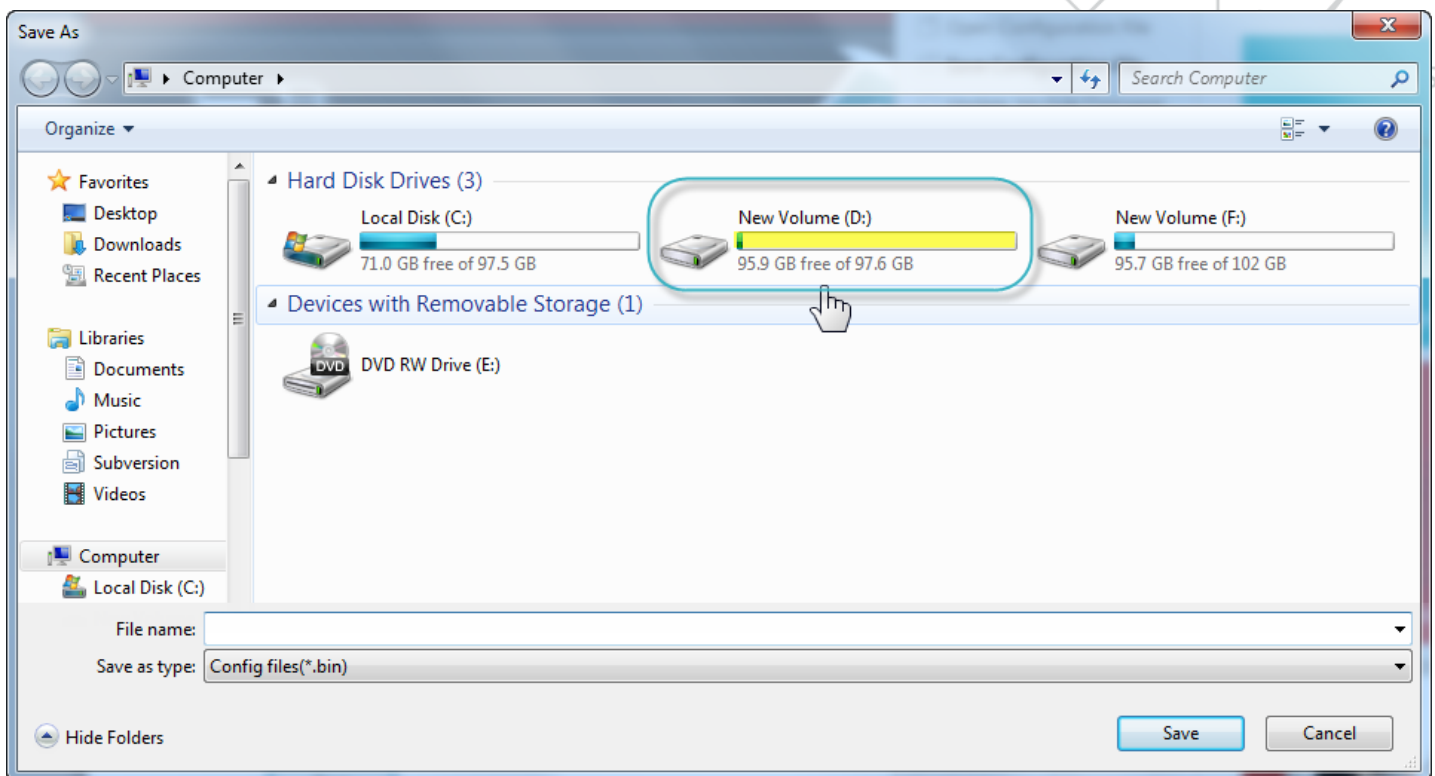 Save As
Computer
Search Computer
Organize
Favorites
Desktop
Downloads
Recent Places
Libraries
Documents
Music
Pictures
Subversion
Videos
Computer
Local Disk (C:)
Hard Disk Drives (3)
Local Disk (C:)
71.0 GB free of 97.5 GB
New Volume (D:)
95.9 GB free of 97.6 GB
New Volume (F:)
95.7 GB free of 102 GB
Devices with Removable Storage (1)
DVD
DVD RW Drive (E:)
File name:
Save as type: Config files(*.bin)
Hide Folders
Save
Cancel